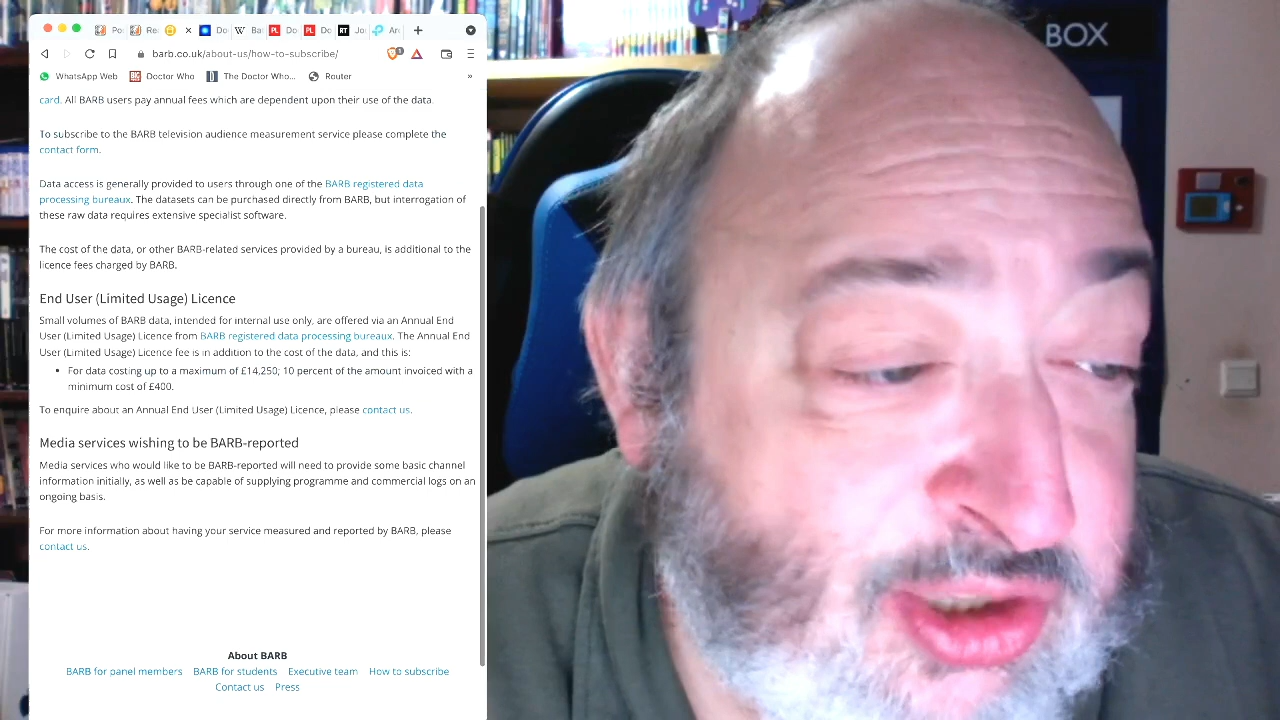 Po
Re
Do
Bai
Do
Do
Jo
Arc
barb.co.uk/about-us/how-to-subscribe/
WhatsApp Web
Doctor Who
The Doctor Who...
Router
»
card. All BARB users pay annual fees which are dependent upon their use of the data.
To subscribe to the BARB television audience measurement service please complete the
contact form.
Data access is generally provided to users through one of the BARB registered data
processing bureaux. The datasets can be purchased directly from BARB, but interrogation of
these raw data requires extensive specialist software.
The cost of the data, or other BARB-related services provided by a bureau, is additional to the
licence fees charged by BARB.
End User (Limited Usage) Licence
Small volumes of BARB data, intended for internal use only, are offered via an Annual End
User (Limited Usage) Licence from BARB registered data processing bureaux. The Annual End
User (Limited Usage) Licence fee is in addition to the cost of the data, and this is:
• For data costing up to a maximum of £14,250; 10 percent of the amount invoiced with a
minimum cost of £400.
To enquire about an Annual End User (Limited Usage) Licence, please contact us.
Media services wishing to be BARB-reported
Media services who would like to be BARB-reported will need to provide some basic channel
information initially, as well as be capable of supplying programme and commercial logs on an
ongoing basis.
For more information about having your service measured and reported by BARB, please
contact us.
About BARB
BARB for panel members BARB for students Executive team How to subscribe
Contact us Press
BOX